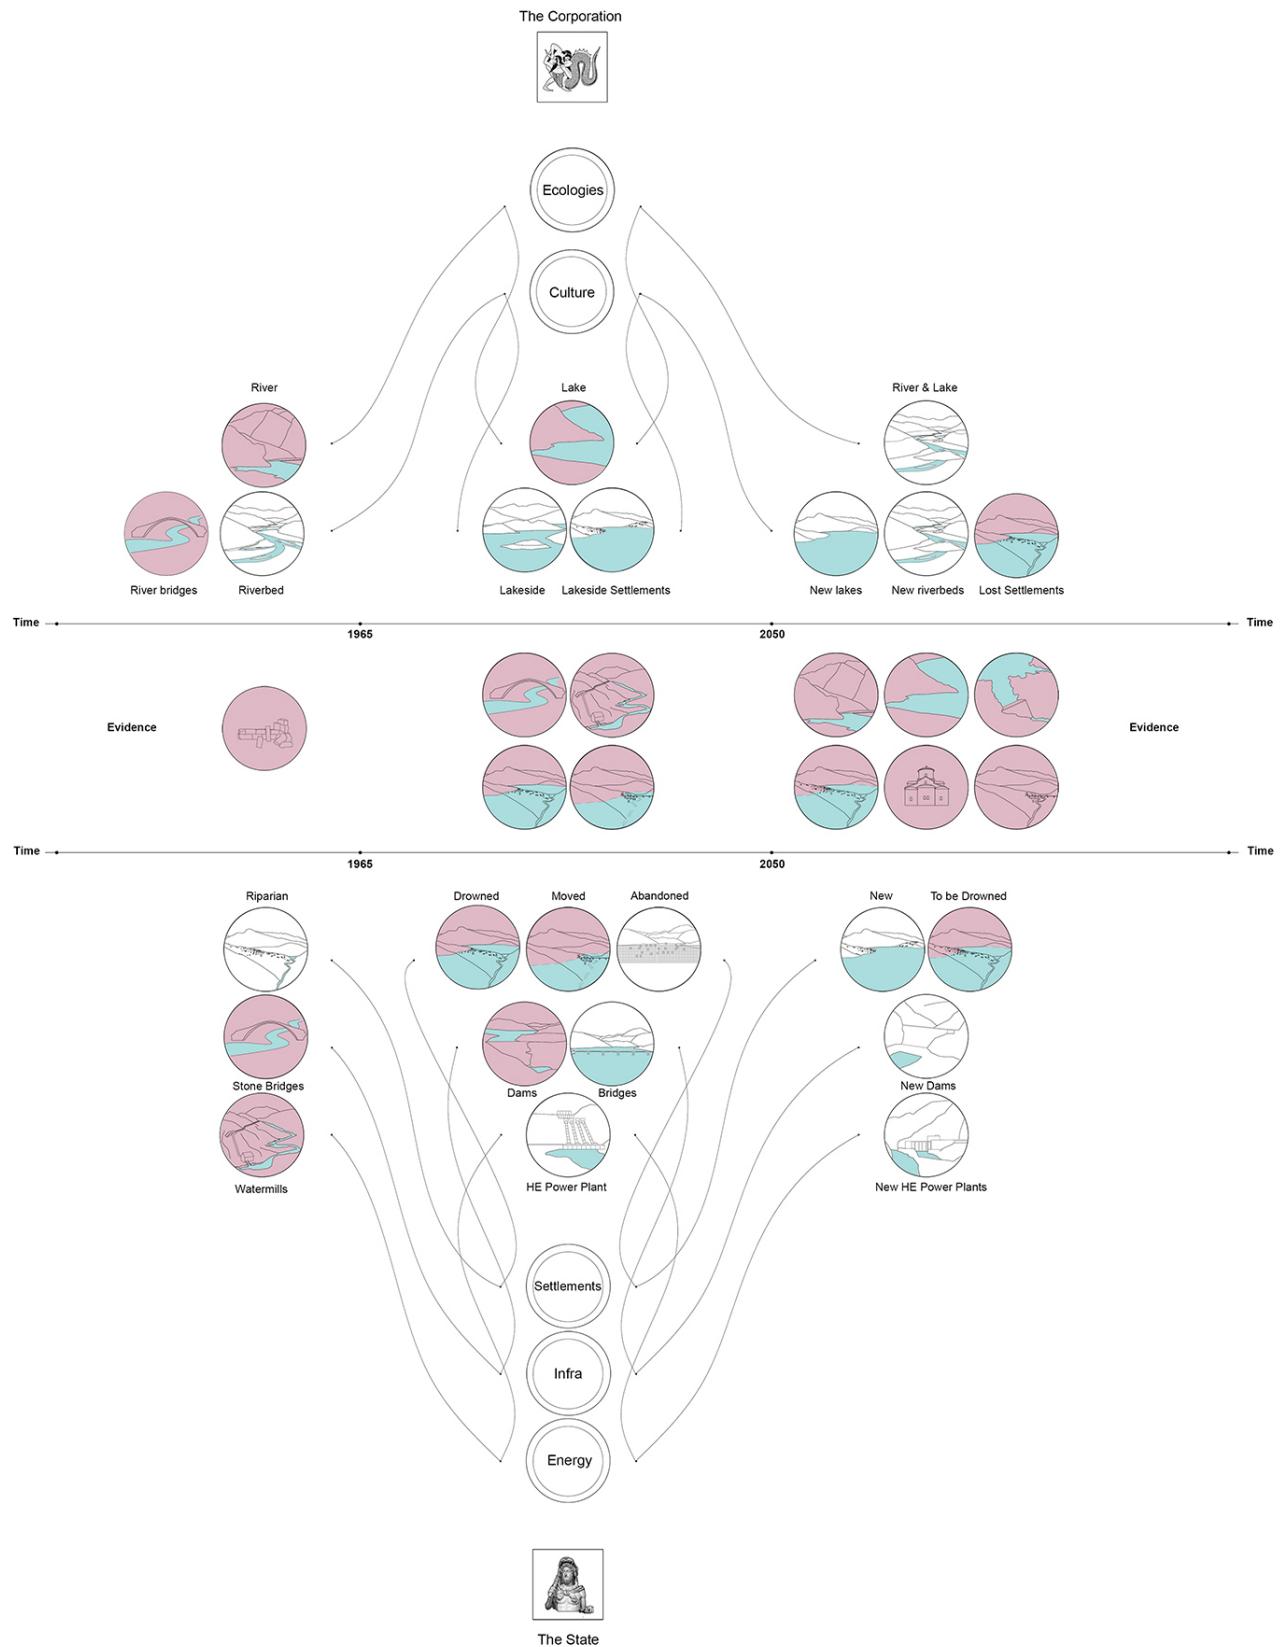 The Corporation
Ecologies
Culture
River
Lake
River & Lake
River bridges
Riverbed
Lakeside
Lakeside Settlements
New lakes
New riverbeds
Lost Settlements
Time
Time
1965
2050
Evidence
Evidence
Time
Time
1965
2050
Riparian
Drowned
Moved
Abandoned
New
To be Drowned
Stone Bridges
Dams
Bridges
New Dams
Watermills
HE Power Plant
New HE Power Plants
Settlements
Infra
Energy
The State